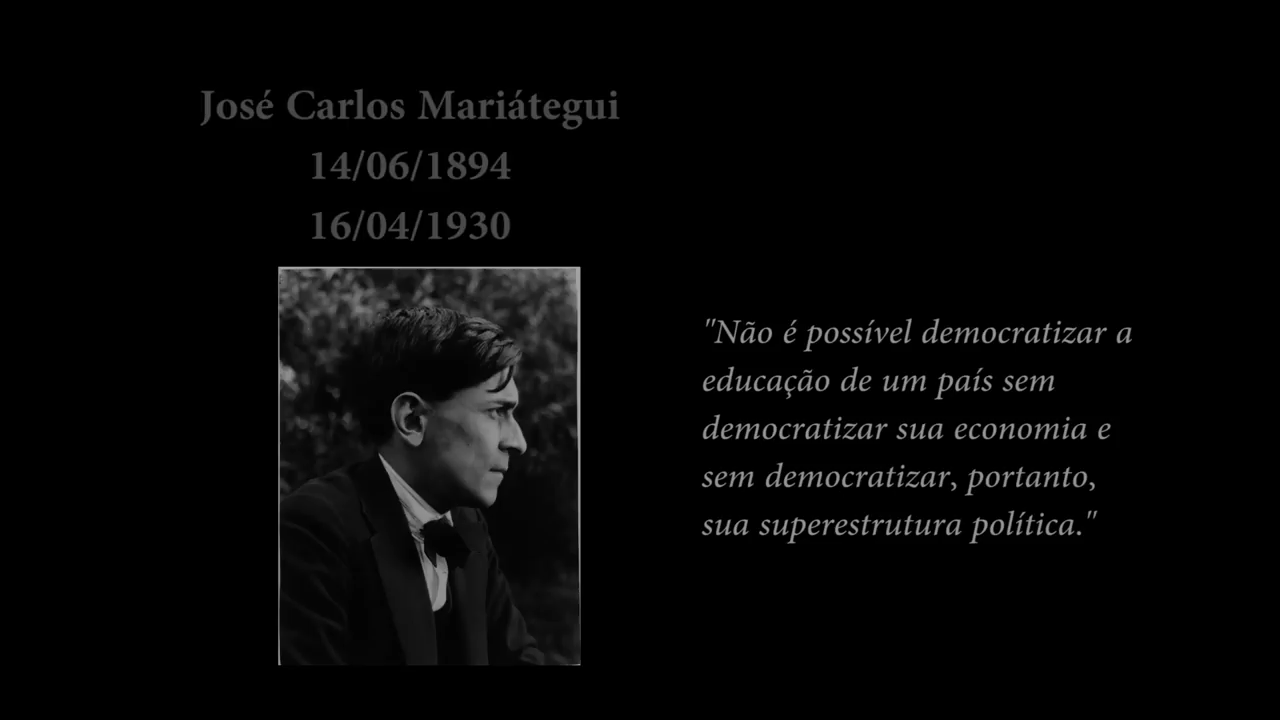 José Carlos Mariátegui
14/06/1894
16/04/1930
"Não é possível democratizar a
educação de um país sem
democratizar sua economia e
sem democratizar, portanto,
sua superestrutura política."